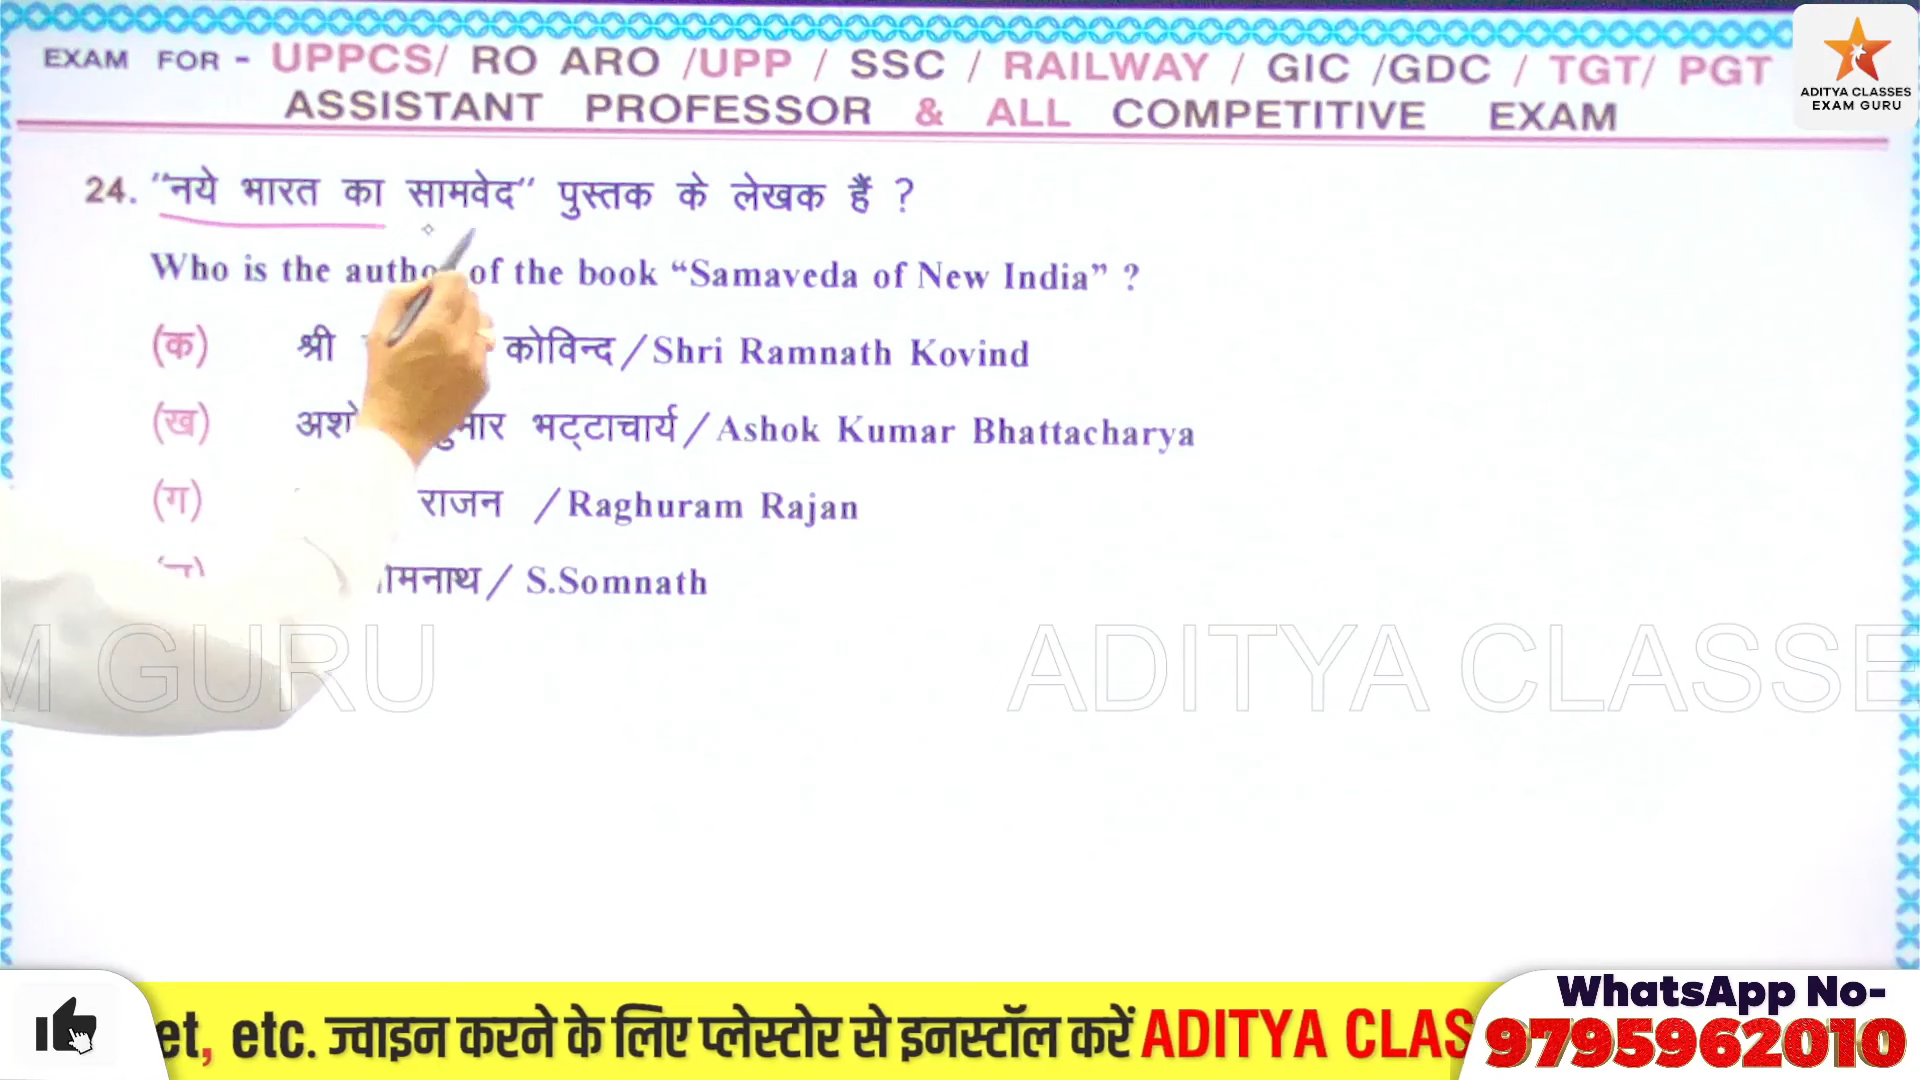 EXAM FOR - UPPCS/ RO ARO /UPP / SSC / RAILWAY / GIC /GDC / TGT/ PGT
ASSISTANT PROFESSOR & ALL COMPETITIVE EXAM
ADITYA CLASSES
EXAM GURU
24. "नये भारत का सामवेद" पुस्तक के लेखक हैं ?
Who is the author of the book “Samaveda of New India” ?
(क) श्री कोविन्द/Shri Ramnath Kovind
(ख) भट्टाचार्य/Ashok Kumar Bhattacharya
(ग) राजन /Raghuram Rajan
S.Somnath
M GURU
ADITYA CLASSE
et, etc. ज्वाइन करने के लिए प्लेस्टोर से इनस्टॉल करें ADITYA CLAS
WhatsApp No-
9795962010